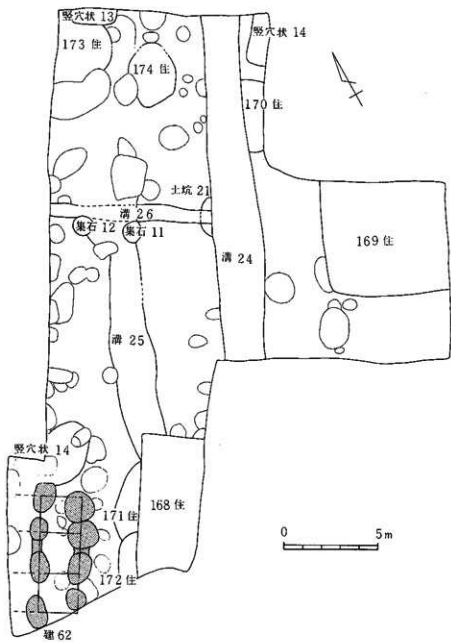 竪穴状 13
173 住
174 住
竪穴状 14
170 住
土坑 21
溝 26
集石 12
集石 11
169 住
溝 24
溝 25
竪穴状 14
168 住
171 住
172 住
建 62
0
5 m